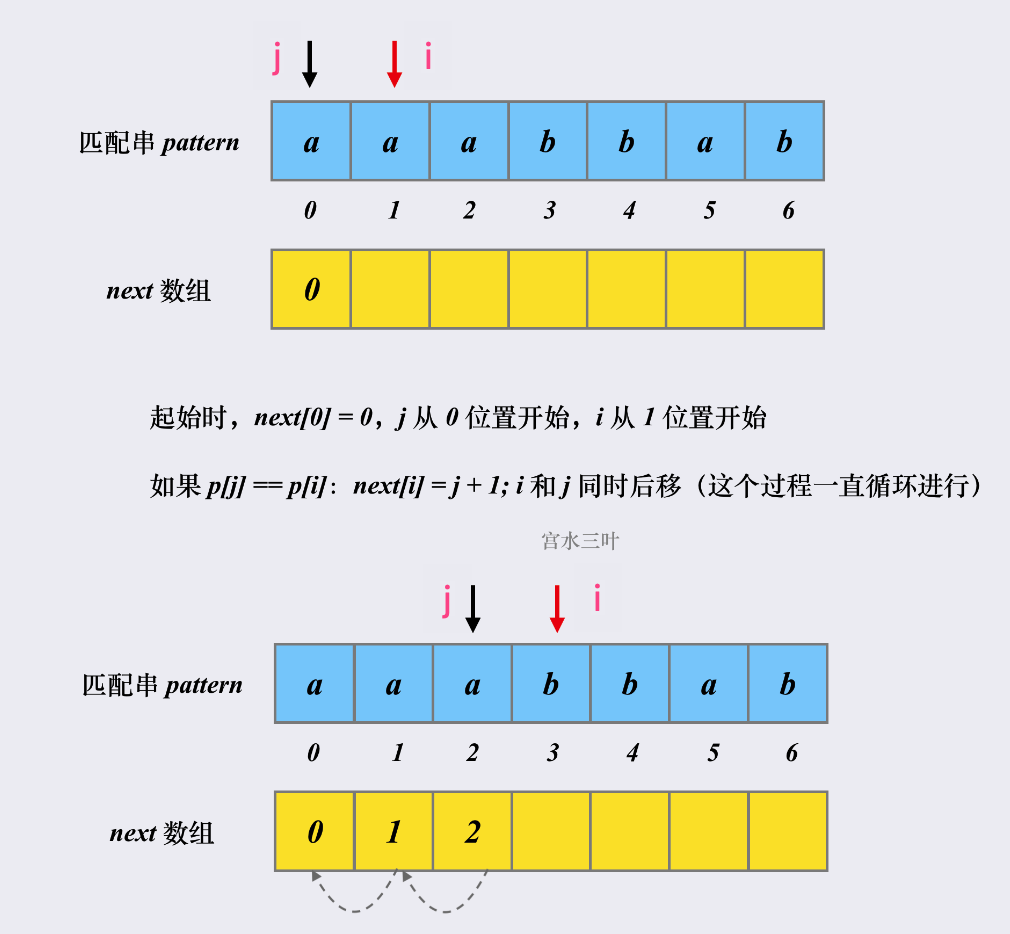 j i
匹配串 pattern a a a b b a b
0 1 2 3 4 5 6
next 数组 0
起始时，next[0] = 0，j 从 0 位置开始，i 从 1 位置开始
如果 p[j] == p[i]：next[i] = j + 1; i 和 j 同时后移（这个过程一直循环进行）
宫水三叶
j i
匹配串 pattern a a a b b a b
0 1 2 3 4 5 6
next 数组 0 1 2